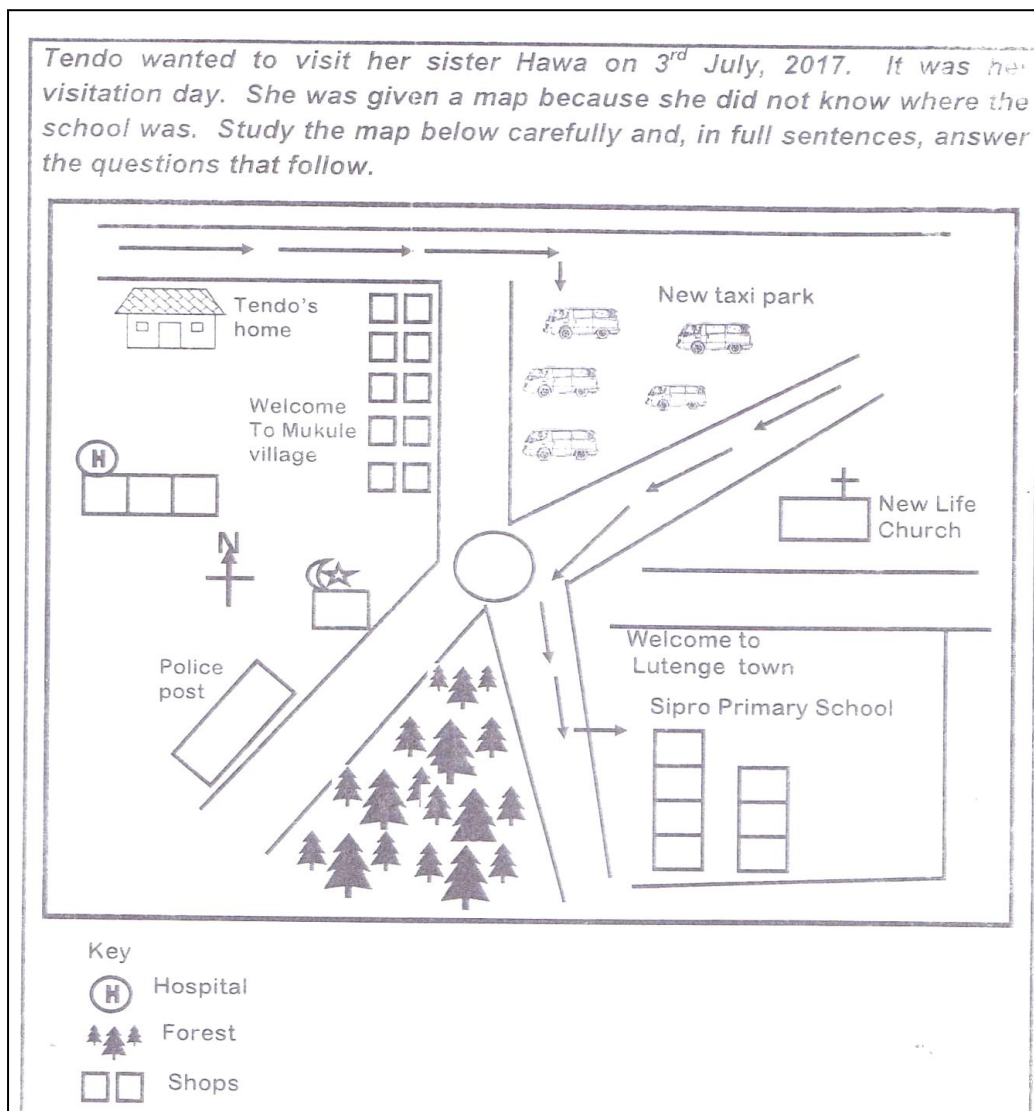 Tendo wanted to visit her sister Hawa on 3rd July, 2017. It was her
visitation day. She was given a map because she did not know where the
school was. Study the map below carefully and, in full sentences, answer
the questions that follow.
Tendo's
home
New taxi park
Welcome
To Mukule
village
H
New Life
Church
N
Welcome to
Lutenge town
Police
post
Sipro Primary School
Key
H Hospital
Forest
Shops